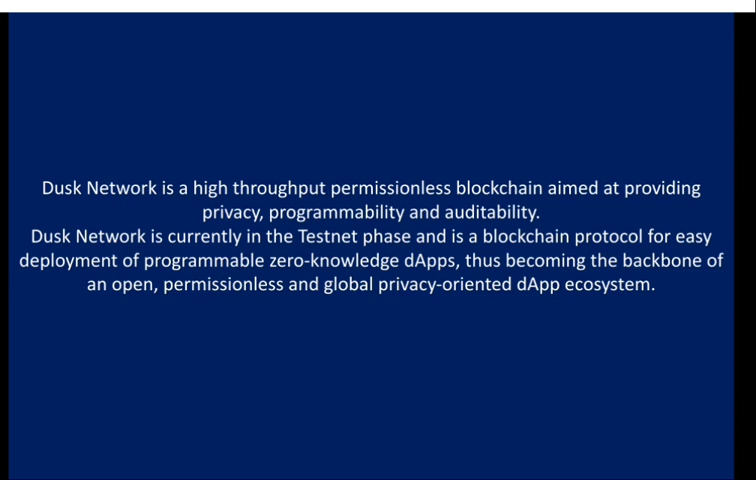 Dusk Network is a high throughput permissionless blockchain aimed at providing
privacy, programmability and auditability.
Dusk Network is currently in the Testnet phase and is a blockchain protocol for easy
deployment of programmable zero-knowledge dApps, thus becoming the backbone of
an open, permissionless and global privacy-oriented dApp ecosystem.